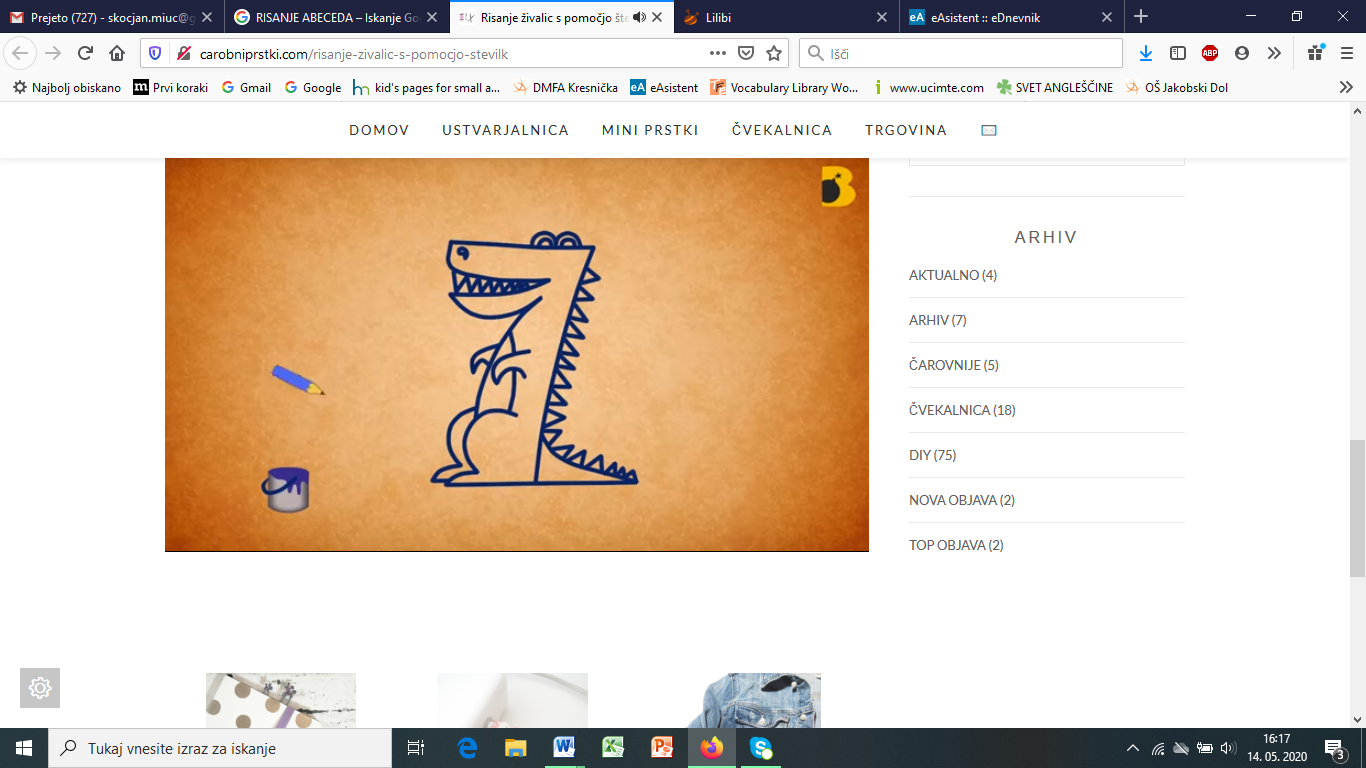 Prejeto (727) - skocjan.miuc@g
RISANJE ABECEDA – Iskanje Go
Risanje živalic s pomočjo šte
Lilibi
eAsistent :: eDnevnik
carobniprstki.com/risanje-zivalic-s-pomocjo-stevilk
Išči
Najbolj obiskano
Prvi koraki
Gmail
Google
kid's pages for small a...
DMFA Kresnička
eAsistent
Vocabulary Library Wo...
www.ucimte.com
SVET ANGLEŠČINE
OŠ Jakobski Dol
DOMOV
USTVARJALNICA
MINI PRSTKI
ČVEKALNICA
TRGOVINA
B
ARHIV
AKTUALNO (4)
ARHIV (7)
ČAROVNIJE (5)
ČVEKALNICA (18)
DIY (75)
NOVA OBJAVA (2)
TOP OBJAVA (2)
Tukaj vnesite izraz za iskanje
16:17
14. 05. 2020
3